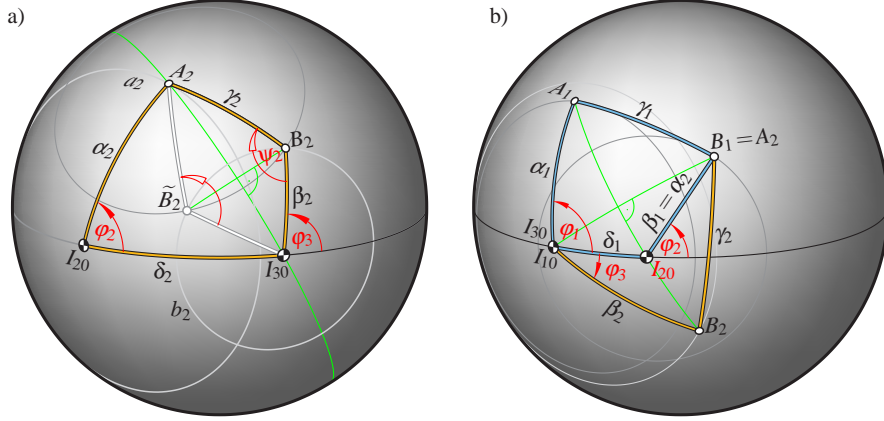 a)
A₂
a₂
γ₂
α₂
B₂
ψ₂
B̃₂
β₂
φ₂
φ₃
I₂₀
δ₂
I₃₀
b₂
b)
A₁
γ₁
B₁ = A₂
α₁
β₁ = α₂
I₃₀
φ₁
δ₁
φ₂
γ₂
I₁₀
φ₃
I₂₀
β₂
B₂